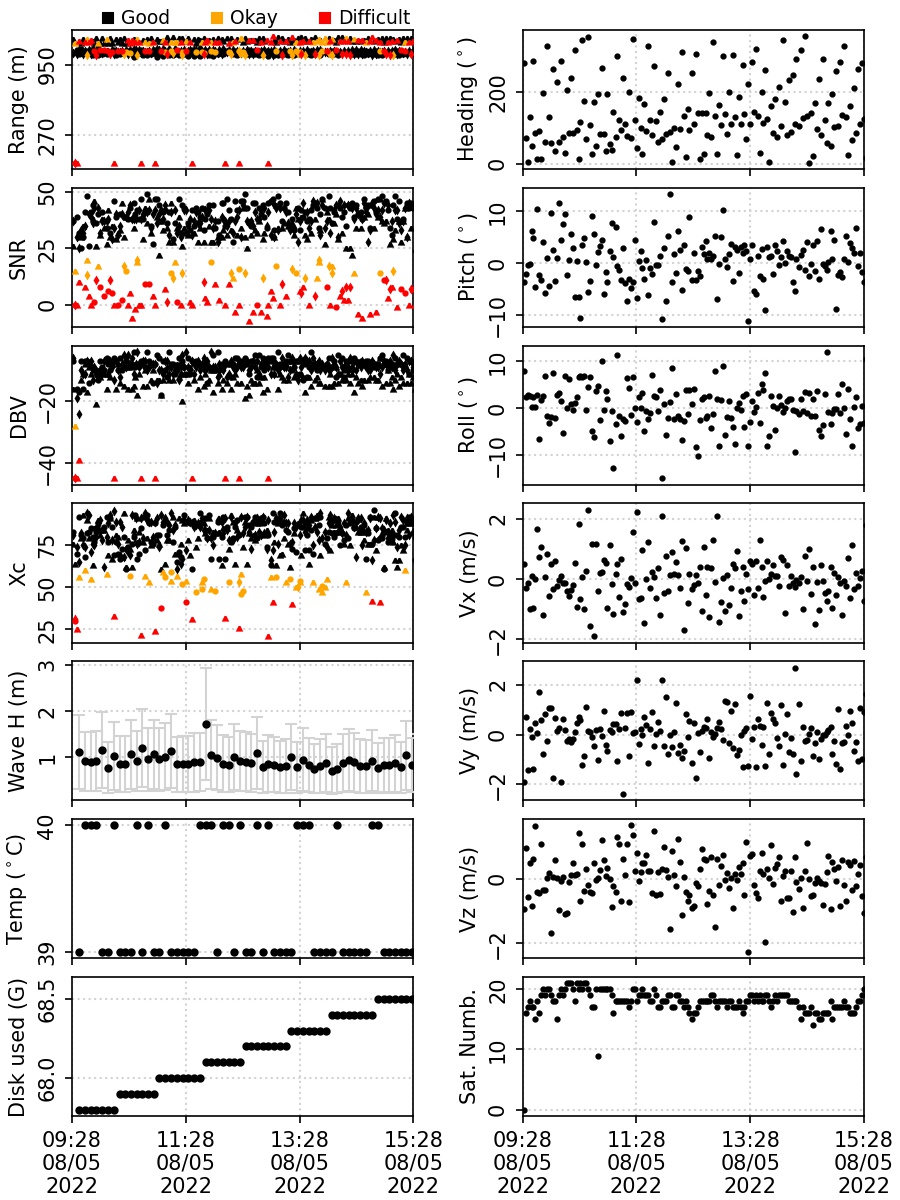 Good Okay Difficult
Range (m)
950
270
Heading (°)
200
0
SNR
50
25
0
Pitch (°)
10
0
−10
DBV
−20
−40
Roll (°)
10
0
−10
Xc
75
50
25
Vx (m/s)
2
0
−2
Wave H (m)
3
2
1
Vy (m/s)
2
0
−2
Temp (°C)
40
39
Vz (m/s)
0
−2
Disk used (G)
68.5
68.0
Sat. Numb.
20
10
0
09:28 11:28 13:28 15:28
08/05 08/05 08/05 08/05
2022 2022 2022 2022
09:28 11:28 13:28 15:28
08/05 08/05 08/05 08/05
2022 2022 2022 2022